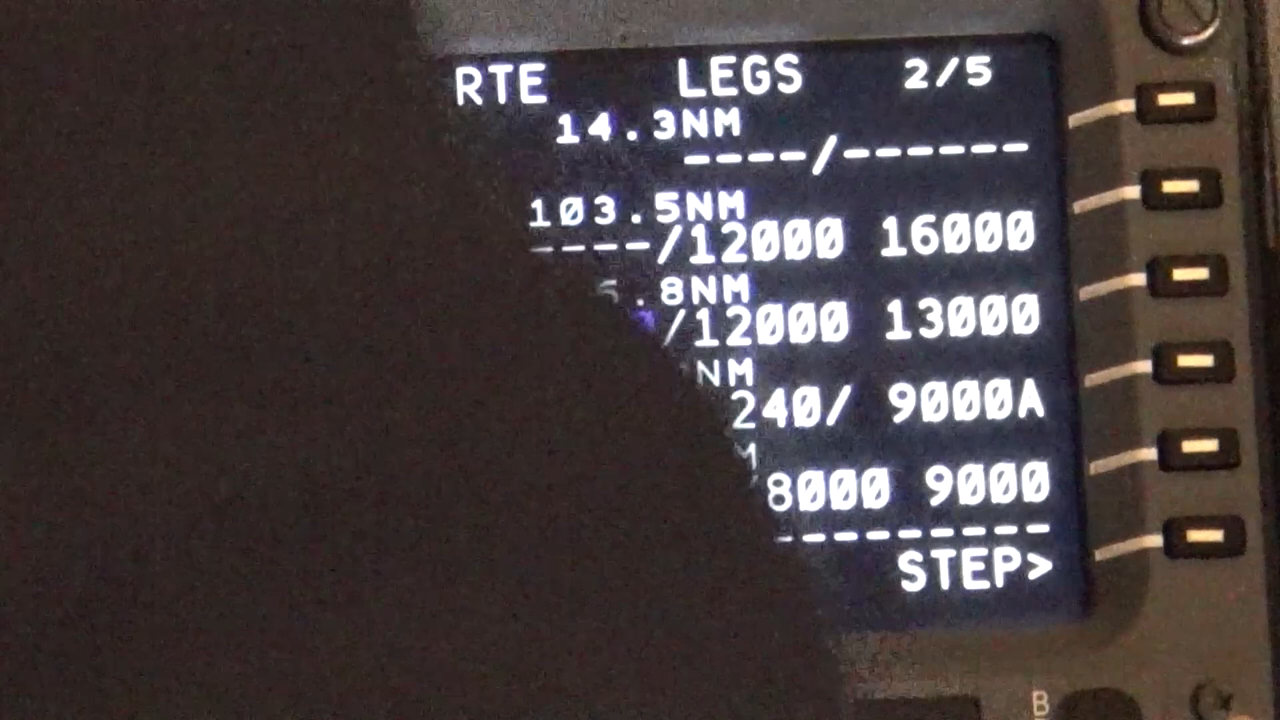 RTE LEGS 2/5
14.3NM
----/------
103.5NM
----/12000 16000
.8NM
/12000 13000
NM
240/ 9000A
M
8000 9000
----------
STEP>
B